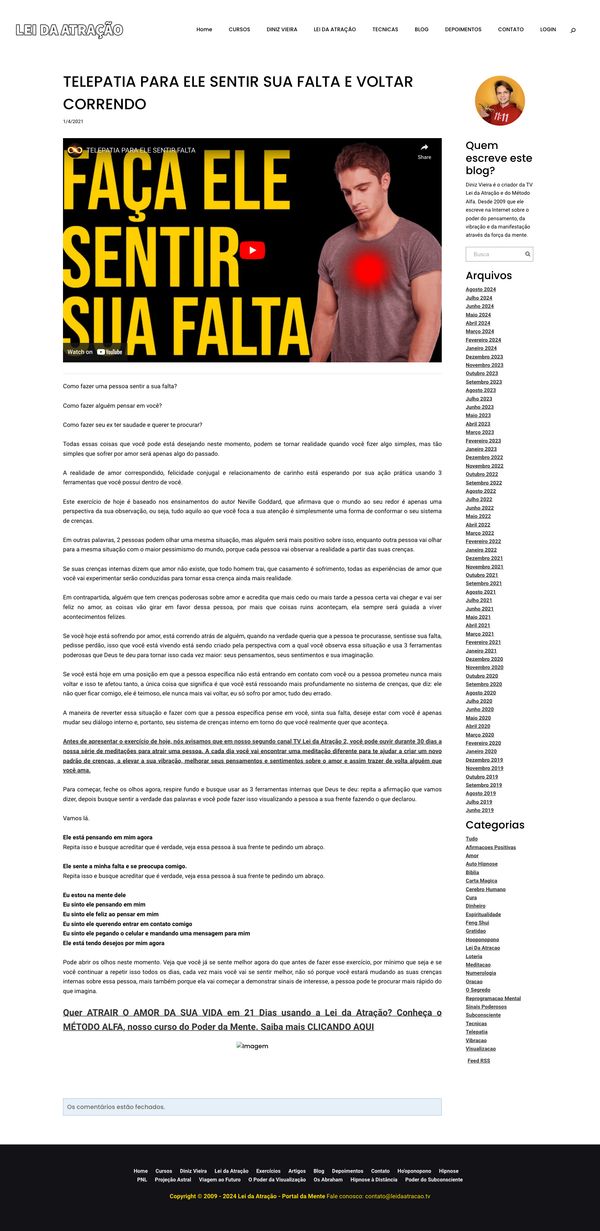 LEI DA ATRAÇÃO
Home CURSOS DINIZ VIEIRA LEI DA ATRAÇÃO TECNICAS BLOG DEPOIMENTOS CONTATO LOGIN
TELEPATIA PARA ELE SENTIR SUA FALTA E VOLTAR
CORRENDO
1/4/2021
TELEPATIA PARA ELE SENTIR FALTA
Share
FAÇA ELE
SENTIR
SUA FALTA
Watch on YouTube
Como fazer uma pessoa sentir a sua falta?
Como fazer alguém pensar em você?
Como fazer seu ex ter saudade e querer te procurar?
Todas essas coisas que você pode está desejando neste momento, podem se tornar realidade quando você fizer algo simples, mas tão
simples que sofrer por amor será apenas algo do passado.
A realidade de amor correspondido, felicidade conjugal e relacionamento de carinho está esperando por sua ação prática usando 3
ferramentas que você possui dentro de você.
Este exercício de hoje é baseado nos ensinamentos do autor Neville Goddard, que afirmava que o mundo ao seu redor é apenas uma
perspectiva da sua observação, ou seja, tudo aquilo ao que você foca a sua atenção é simplesmente uma forma de conformar o seu sistema
de crenças.
Em outras palavras, 2 pessoas podem olhar uma mesma situação, mas alguém será mais positivo sobre isso, enquanto outra pessoa vai olhar
para a mesma situação com o maior pessimismo do mundo, porque cada pessoa vai observar a realidade a partir das suas crenças.
Se suas crenças internas dizem que amor não existe, que todo homem trai, que casamento é sofrimento, todas as experiências de amor que
você vai experimentar serão conduzidas para tornar essa crença ainda mais realidade.
Em contrapartida, alguém que tem crenças poderosas sobre amor e acredita que mais cedo ou mais tarde a pessoa certa vai chegar e vai ser
feliz no amor, as coisas vão girar em favor dessa pessoa, por mais que coisas ruins aconteçam, ela sempre será guiada a viver
acontecimentos felizes.
Se você hoje está sofrendo por amor, está correndo atrás de alguém, quando na verdade queria que a pessoa te procurasse, sentisse sua falta,
pedisse perdão, isso que você está vivendo está sendo criado pela perspectiva com a qual você observa essa situação e usa 3 ferramentas
poderosas que Deus te deu para tornar isso cada vez maior: seus pensamentos, seus sentimentos e sua imaginação.
Se você está hoje em uma posição em que a pessoa específica não está entrando em contato com você ou a pessoa prometeu nunca mais
voltar e isso te afetou tanto, a única coisa que significa é que você está ressoando mais profundamente no sistema de crenças, que diz: ele
não quer ficar comigo, ele é teimoso, ele nunca mais vai voltar, eu só sofro por amor, tudo deu errado.
A maneira de reverter essa situação e fazer com que a pessoa específica pense em você, sinta sua falta, deseje estar com você é apenas
mudar seu diálogo interno e, portanto, seu sistema de crenças interno em torno do que você realmente quer que aconteça.
Antes de apresentar o exercício de hoje, nós avisamos que em nosso segundo canal TV Lei da Atração 2, você pode ouvir durante 30 dias a
nossa série de meditações para atrair uma pessoa. A cada dia você vai encontrar uma meditação diferente para te ajudar a criar um novo
padrão de crenças, a elevar a sua vibração, melhorar seus pensamentos e sentimentos sobre o amor e assim trazer de volta alguém que
você ama.
Para começar, feche os olhos agora, respire fundo e busque usar as 3 ferramentas internas que Deus te deu: repita a afirmação que vamos
dizer, depois busque sentir a verdade das palavras e você pode fazer isso visualizando a pessoa a sua frente fazendo o que declarou.
Vamos lá.
Ele está pensando em mim agora
Repita isso e busque acreditar que é verdade, veja essa pessoa à sua frente te pedindo um abraço.
Ele sente a minha falta e se preocupa comigo.
Repita isso e busque acreditar que é verdade, veja essa pessoa à sua frente te pedindo um abraço.
Eu estou na mente dele
Eu sinto ele pensando em mim
Eu sinto ele feliz ao pensar em mim
Eu sinto ele querendo entrar em contato comigo
Eu sinto ele pegando o celular e mandando uma mensagem para mim
Ele está tendo desejos por mim agora
Pode abrir os olhos neste momento. Veja que você já se sente melhor agora do que antes de fazer esse exercício, por mínimo que seja e se
você continuar a repetir isso todos os dias, cada vez mais você vai se sentir melhor, não só porque você estará mudando as suas crenças
internas sobre essa pessoa, mais também porque ela vai começar a demonstrar sinais de interesse, a pessoa pode te procurar mais rápido do
que imagina.
Quer ATRAIR O AMOR DA SUA VIDA em 21 Dias usando a Lei da Atração? Conheça o
MÉTODO ALFA, nosso curso do Poder da Mente. Saiba mais CLICANDO AQUI
Imagem
Os comentários estão fechados.
11:11
Quem
escreve este
blog?
Diniz Vieira é o criador da TV
Lei da Atração e do Método
Alfa. Desde 2009 que ele
escreve na Internet sobre o
poder do pensamento, da
vibração e da manifestação
através da força da mente.
Busca
Arquivos
Agosto 2024
Julho 2024
Junho 2024
Maio 2024
Abril 2024
Março 2024
Fevereiro 2024
Janeiro 2024
Dezembro 2023
Novembro 2023
Outubro 2023
Setembro 2023
Agosto 2023
Julho 2023
Junho 2023
Maio 2023
Abril 2023
Março 2023
Fevereiro 2023
Janeiro 2023
Dezembro 2022
Novembro 2022
Outubro 2022
Setembro 2022
Agosto 2022
Julho 2022
Junho 2022
Maio 2022
Abril 2022
Março 2022
Fevereiro 2022
Janeiro 2022
Dezembro 2021
Novembro 2021
Outubro 2021
Setembro 2021
Agosto 2021
Julho 2021
Junho 2021
Maio 2021
Abril 2021
Março 2021
Fevereiro 2021
Janeiro 2021
Dezembro 2020
Novembro 2020
Outubro 2020
Setembro 2020
Agosto 2020
Julho 2020
Junho 2020
Maio 2020
Abril 2020
Março 2020
Fevereiro 2020
Janeiro 2020
Dezembro 2019
Novembro 2019
Outubro 2019
Setembro 2019
Agosto 2019
Julho 2019
Junho 2019
Categorias
Tudo
Afirmacoes Positivas
Amor
Auto Hipnose
Biblia
Carta Magica
Cerebro Humano
Cura
Dinheiro
Espiritualidade
Feng Shui
Gratidao
Hooponopono
Lei Da Atracao
Loteria
Meditacao
Numerologia
Oracao
O Segredo
Reprogramacao Mental
Sinais Poderosos
Subconsciente
Tecnicas
Telepatia
Vibracao
Visualizacao
Feed RSS
Home Cursos Diniz Vieira Lei da Atração Exercícios Artigos Blog Depoimentos Contato Ho'oponopono Hipnose
PNL Projeção Astral Viagem ao Futuro O Poder da Visualização Os Abraham Hipnose à Distância Poder do Subconsciente
Copyright © 2009 - 2024 Lei da Atração - Portal da Mente Fale conosco: contato@leidaatracao.tv